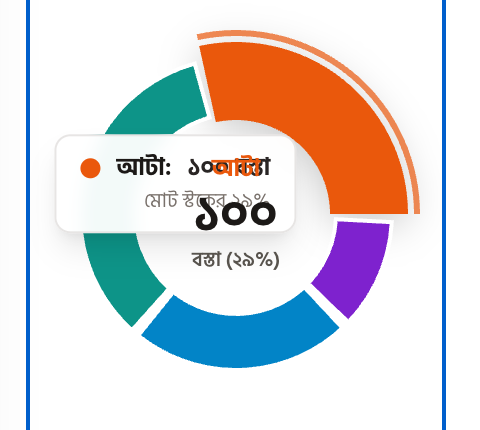 আটা: ১০০ বস্তা
আটা
মোট স্টকের ২৯%
১০০
বস্তা (২৯%)